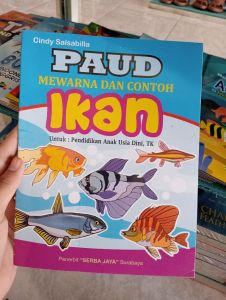 Cindy Salsabilla
PAUD
MEWARNA DAN CONTOH
Ikan
Untuk : Pendidikan Anak Usia Dini, TK
Penerbit "SERBA JAYA" Surabaya